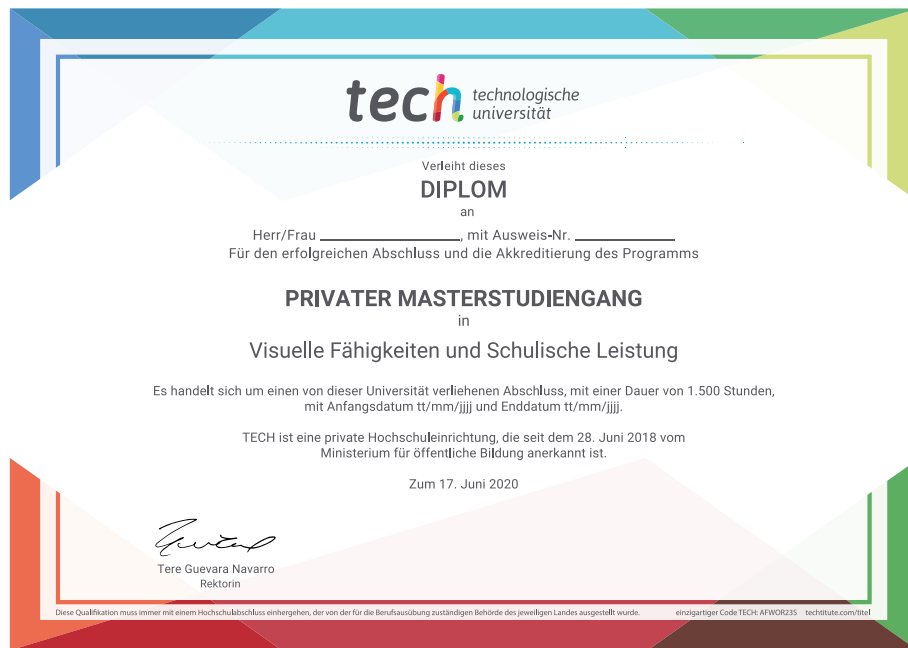 tech technologische
universität
Verleiht dieses
DIPLOM
an
Herr/Frau ____________, mit Ausweis-Nr. ____________
Für den erfolgreichen Abschluss und die Akkreditierung des Programms
PRIVATER MASTERSTUDIENGANG
in
Visuelle Fähigkeiten und Schulische Leistung
Es handelt sich um einen von dieser Universität verliehenen Abschluss, mit einer Dauer von 1.500 Stunden,
mit Anfangsdatum tt/mm/jjjj und Enddatum tt/mm/jjjj.
TECH ist eine private Hochschuleinrichtung, die seit dem 28. Juni 2018 vom
Ministerium für öffentliche Bildung anerkannt ist.
Zum 17. Juni 2020
Tere Guevara Navarro
Rektorin
Diese Qualifikation muss immer mit einem Hochschulabschluss einhergehen, der von der für die Berufsausübung zuständigen Behörde des jeweiligen Landes ausgestellt wurde. einzigartiger Code TECH: AFWOR23S techtitute.com/titel